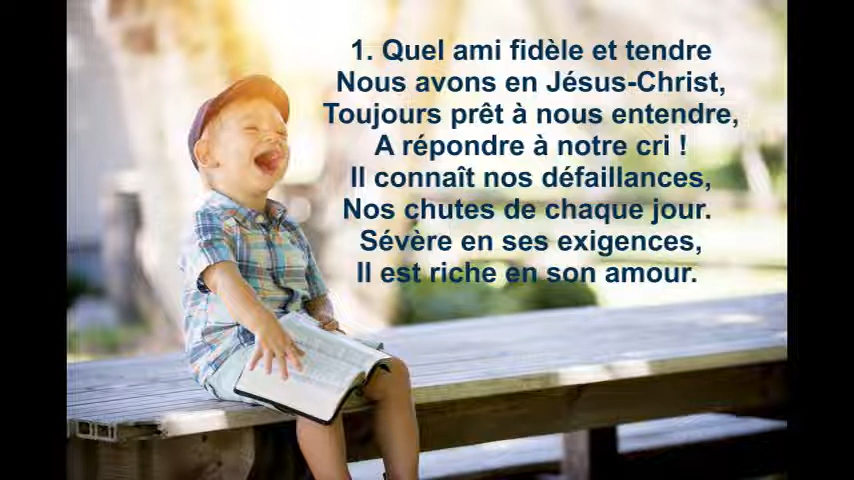 1. Quel ami fidèle et tendre
Nous avons en Jésus-Christ,
Toujours prêt à nous entendre,
A répondre à notre cri !
Il connaît nos défaillances,
Nos chutes de chaque jour.
Sévère en ses exigences,
Il est riche en son amour.